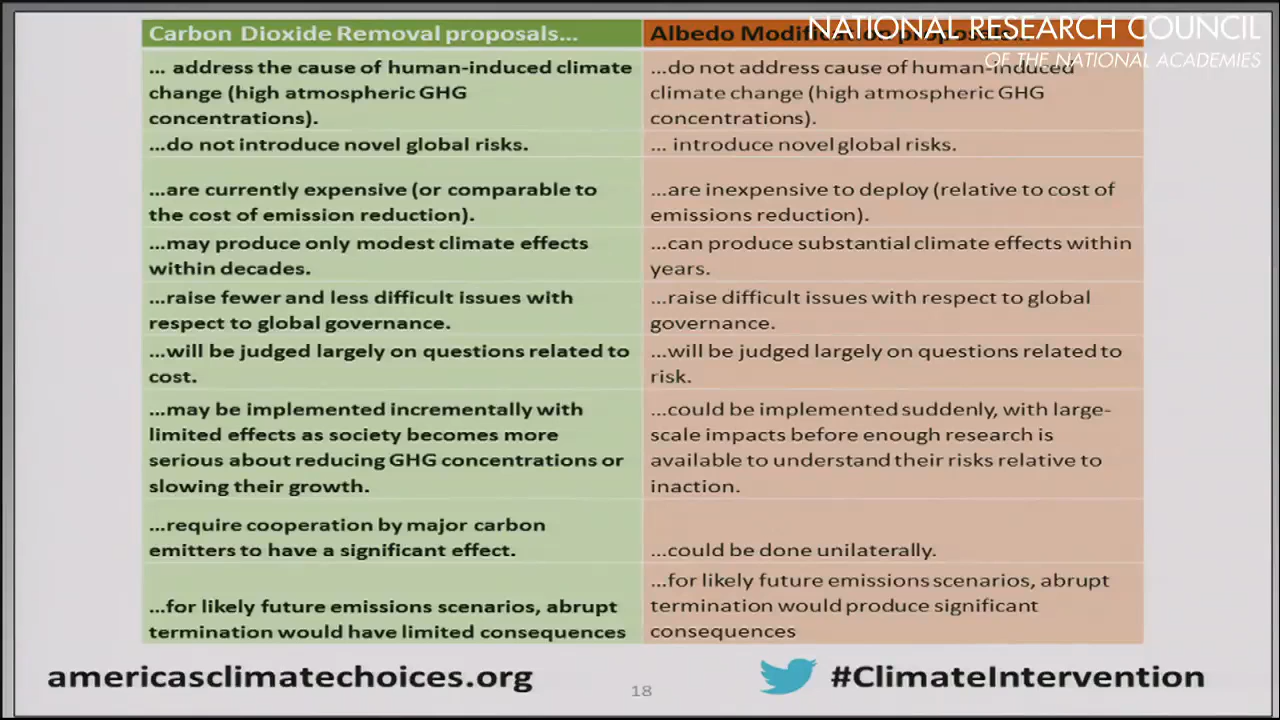 NATIONAL RESEARCH COUNCIL
OF THE NATIONAL ACADEMIES
Carbon Dioxide Removal proposals...
Albedo Modification proposals...
... address the cause of human-induced climate
change (high atmospheric GHG
concentrations).
...do not address cause of human-induced
climate change (high atmospheric GHG
concentrations).
...do not introduce novel global risks.
... introduce novel global risks.
...are currently expensive (or comparable to
the cost of emission reduction).
...are inexpensive to deploy (relative to cost of
emissions reduction).
...may produce only modest climate effects
within decades.
...can produce substantial climate effects within
years.
...raise fewer and less difficult issues with
respect to global governance.
...raise difficult issues with respect to global
governance.
...will be judged largely on questions related to
cost.
...will be judged largely on questions related to
risk.
...may be implemented incrementally with
limited effects as society becomes more
serious about reducing GHG concentrations or
slowing their growth.
...could be implemented suddenly, with large-
scale impacts before enough research is
available to understand their risks relative to
inaction.
...require cooperation by major carbon
emitters to have a significant effect.
...could be done unilaterally.
...for likely future emissions scenarios, abrupt
termination would have limited consequences
...for likely future emissions scenarios, abrupt
termination would produce significant
consequences
americasclimatechoices.org
18
#ClimateIntervention